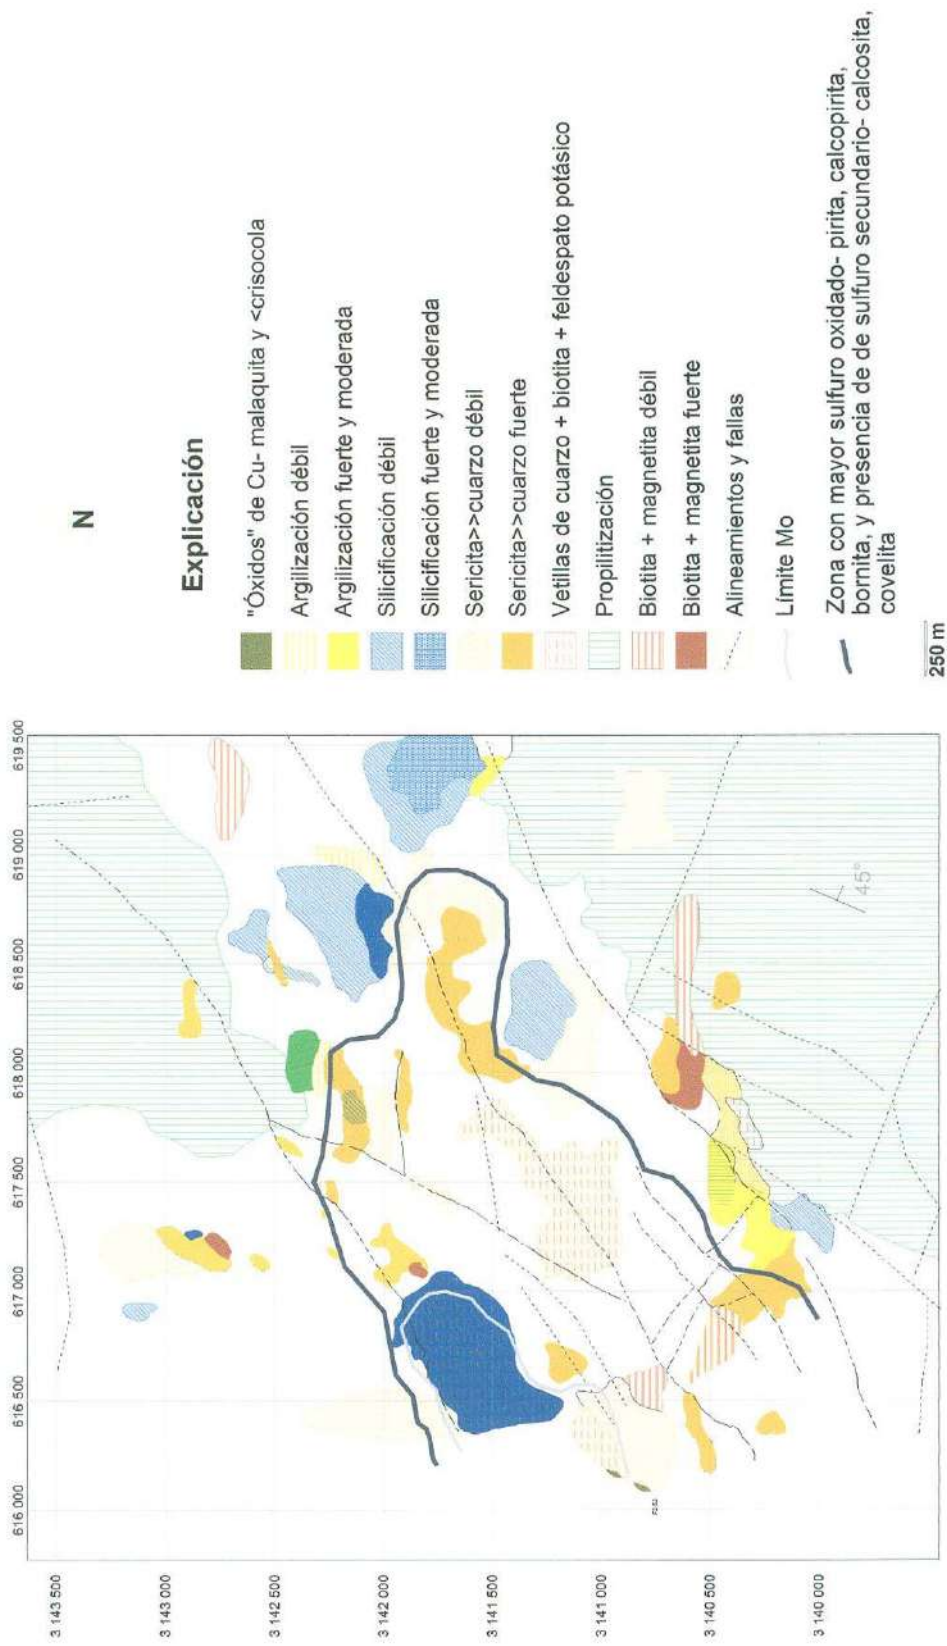 N
Explicación
"Óxidos" de Cu- malaquita y <crisocola
Argilización débil
Argilización fuerte y moderada
Silicificación débil
Silicificación fuerte y moderada
Sericita>>cuarzo débil
Sericita>>cuarzo fuerte
Vetillas de cuarzo + biotita + feldespato potásico
Propilitización
Biotita + magnetita débil
Biotita + magnetita fuerte
Alineamientos y fallas
Límite Mo
Zona con mayor sulfuro oxidado- pirita, calcopirita,
bornita, y presencia de de sulfuro secundario- calcosita,
covelita
250 m
616 000
616 500
617 000
617 500
618 000
618 500
619 000
619 500
3 143 500
3 143 000
3 142 500
3 142 000
3 141 500
3 141 000
3 140 500
3 140 000
45°